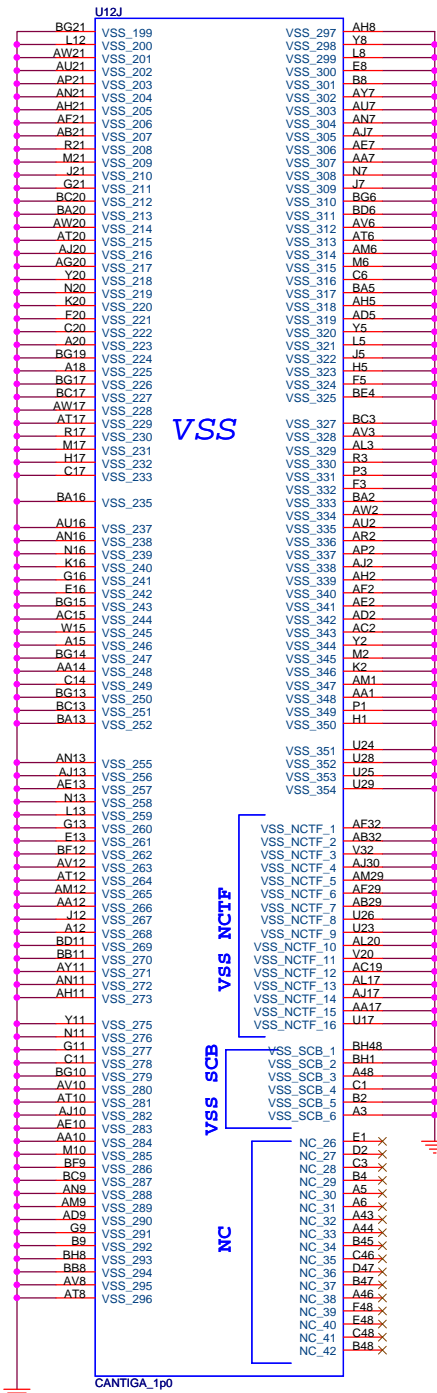 U12J
BG21 VSS_199
L12 VSS_200
AW21 VSS_201
AU21 VSS_202
AP21 VSS_203
AN21 VSS_204
AH21 VSS_205
AF21 VSS_206
AB21 VSS_207
R21 VSS_208
M21 VSS_209
J21 VSS_210
G21 VSS_211
BC20 VSS_212
BA20 VSS_213
AW20 VSS_214
AT20 VSS_215
AJ20 VSS_216
AG20 VSS_217
Y20 VSS_218
N20 VSS_219
K20 VSS_220
F20 VSS_221
C20 VSS_222
A20 VSS_223
BG19 VSS_224
A18 VSS_225
BG17 VSS_226
BC17 VSS_227
AW17 VSS_228
AT17 VSS_229
R17 VSS_230
M17 VSS_231
H17 VSS_232
C17 VSS_233
BA16 VSS_235
AU16 VSS_237
AN16 VSS_238
N16 VSS_239
K16 VSS_240
G16 VSS_241
E16 VSS_242
BG15 VSS_243
AC15 VSS_244
W15 VSS_245
A15 VSS_246
BG14 VSS_247
AA14 VSS_248
C14 VSS_249
BG13 VSS_250
BC13 VSS_251
BA13 VSS_252
AN13 VSS_255
AJ13 VSS_256
AE13 VSS_257
N13 VSS_258
L13 VSS_259
G13 VSS_260
E13 VSS_261
BF12 VSS_262
AV12 VSS_263
AT12 VSS_264
AM12 VSS_265
AA12 VSS_266
J12 VSS_267
A12 VSS_268
BD11 VSS_269
BB11 VSS_270
AY11 VSS_271
AN11 VSS_272
AH11 VSS_273
Y11 VSS_275
N11 VSS_276
G11 VSS_277
C11 VSS_278
BG10 VSS_279
AV10 VSS_280
AT10 VSS_281
AJ10 VSS_282
AE10 VSS_283
AA10 VSS_284
M10 VSS_285
BF9 VSS_286
BC9 VSS_287
AN9 VSS_288
AM9 VSS_289
AD9 VSS_290
G9 VSS_291
B9 VSS_292
BH8 VSS_293
BB8 VSS_294
AV8 VSS_295
AT8 VSS_296
VSS
VSS_297 AH8
VSS_298 Y8
VSS_299 L8
VSS_300 E8
VSS_301 B8
VSS_302 AY7
VSS_303 AU7
VSS_304 AN7
VSS_305 AJ7
VSS_306 AE7
VSS_307 AA7
VSS_308 N7
VSS_309 J7
VSS_310 BG6
VSS_311 BD6
VSS_312 AV6
VSS_313 AT6
VSS_314 AM6
VSS_315 M6
VSS_316 C6
VSS_317 BA5
VSS_318 AH5
VSS_319 AD5
VSS_320 Y5
VSS_321 L5
VSS_322 J5
VSS_323 H5
VSS_324 F5
VSS_325 BE4
VSS_327 BC3
VSS_328 AV3
VSS_329 AL3
VSS_330 R3
VSS_331 P3
VSS_332 F3
VSS_333 BA2
VSS_334 AW2
VSS_335 AU2
VSS_336 AR2
VSS_337 AP2
VSS_338 AJ2
VSS_339 AH2
VSS_340 AF2
VSS_341 AE2
VSS_342 AD2
VSS_343 AC2
VSS_344 Y2
VSS_345 M2
VSS_346 K2
VSS_347 AM1
VSS_348 AA1
VSS_349 P1
VSS_350 H1
VSS_351 U24
VSS_352 U28
VSS_353 U25
VSS_354 U29
VSS NCTF
VSS_NCTF_1 AF32
VSS_NCTF_2 AB32
VSS_NCTF_3 V32
VSS_NCTF_4 AJ30
VSS_NCTF_5 AM29
VSS_NCTF_6 AF29
VSS_NCTF_7 AB29
VSS_NCTF_8 U26
VSS_NCTF_9 U23
VSS_NCTF_10 AL20
VSS_NCTF_11 V20
VSS_NCTF_12 AC19
VSS_NCTF_13 AL17
VSS_NCTF_14 AJ17
VSS_NCTF_15 AA17
VSS_NCTF_16 U17
VSS SCB
VSS_SCB_1 BH48
VSS_SCB_2 BH1
VSS_SCB_3 A48
VSS_SCB_4 C1
VSS_SCB_5 B2
VSS_SCB_6 A3
NC
NC_26 E1
NC_27 D2
NC_28 C3
NC_29 B4
NC_30 A5
NC_31 A6
NC_32 A43
NC_33 A44
NC_34 B45
NC_35 C46
NC_36 D47
NC_37 B47
NC_38 A46
NC_39 F48
NC_40 E48
NC_41 C48
NC_42 B48
CANTIGA_1p0